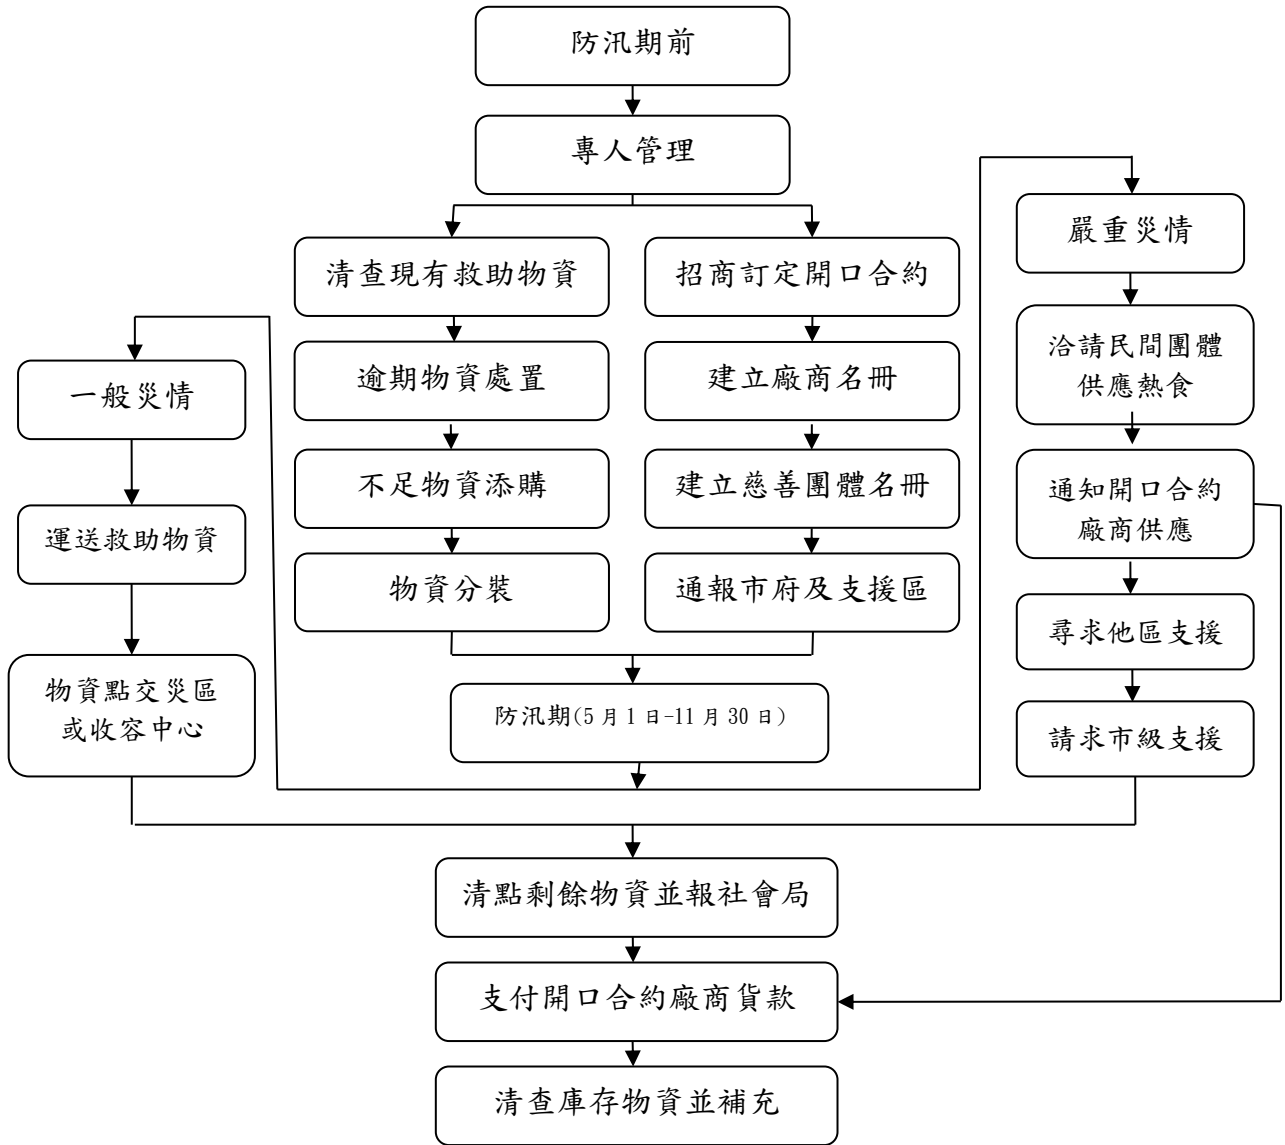 防汛期前
專人管理
清查現有救助物資
逾期物資處置
不足物資添購
物資分裝
招商訂定開口合約
建立廠商名冊
建立慈善團體名冊
通報市府及支援區
防汛期(5月1日-11月30日)
一般災情
運送救助物資
物資點交災區
或收容中心
嚴重災情
洽請民間團體
供應熱食
通知開口合約
廠商供應
尋求他區支援
請求市級支援
清點剩餘物資並報社會局
支付開口合約廠商貨款
清查庫存物資並補充